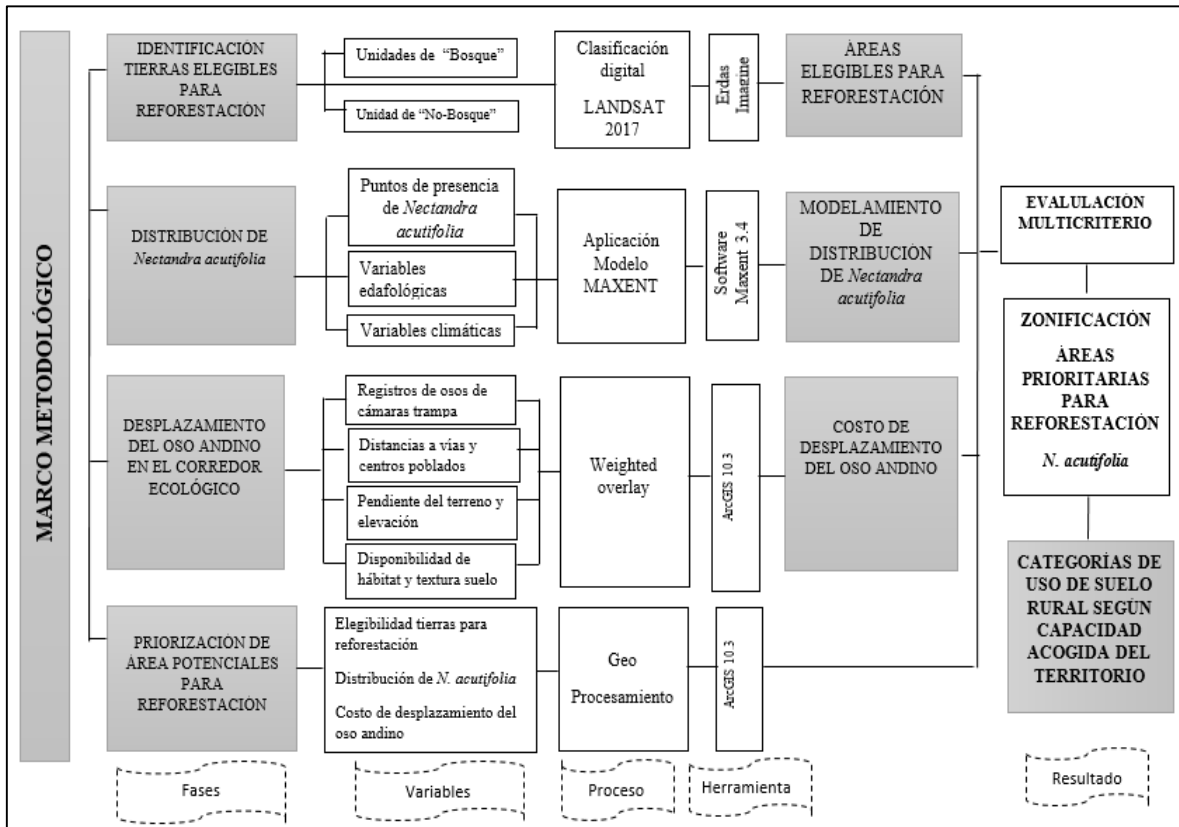 MARCO METODOLÓGICO
IDENTIFICACIÓN
TIERRAS ELEGIBLES
PARA
REFORESTACIÓN
Unidades de “Bosque”
Unidad de “No-Bosque”
Clasificación
digital
LANDSAT
2017
Erdas
Imagine
ÁREAS
ELEGIBLES PARA
REFORESTACIÓN
DISTRIBUCIÓN DE
Nectandra acutifolia
Puntos de presencia
de Nectandra
acutifolia
Variables
edafológicas
Variables climáticas
Aplicación
Modelo
MAXENT
Software
Maxent 3.4
MODELAMIENTO
DE
DISTRIBUCIÓN
DE Nectandra
acutifolia
DESPLAZAMIENTO
DEL OSO ANDINO
EN EL CORREDOR
ECOLÓGICO
Registros de osos de
cámaras trampa
Distancias a vías y
centros poblados
Pendiente del terreno y
elevación
Disponibilidad de
hábitat y textura suelo
Weighted
overlay
ArcGIS 10.3
COSTO DE
DESPLAZAMIENTO
DEL OSO ANDINO
PRIORIZACIÓN DE
ÁREA POTENCIALES
PARA
REFORESTACIÓN
Elegibilidad tierras para
reforestación
Distribución de N. acutifolia
Costo de desplazamiento del
oso andino
Geo
Procesamiento
ArcGIS 10.3
EVALULACIÓN
MULTICRITERIO
ZONIFICACIÓN
ÁREAS
PRIORITARIAS
PARA
REFORESTACIÓN
N. acutifolia
CATEGORÍAS DE
USO DE SUELO
RURAL SEGÚN
CAPACIDAD
ACOGIDA DEL
TERRITORIO
Fases
Variables
Proceso
Herramienta
Resultado